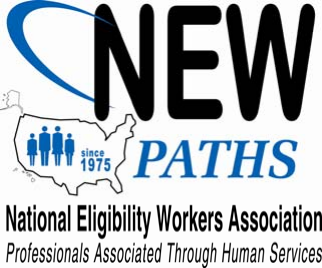 NEW
since
1975
PATHS
National Eligibility Workers Association
Professionals Associated Through Human Services